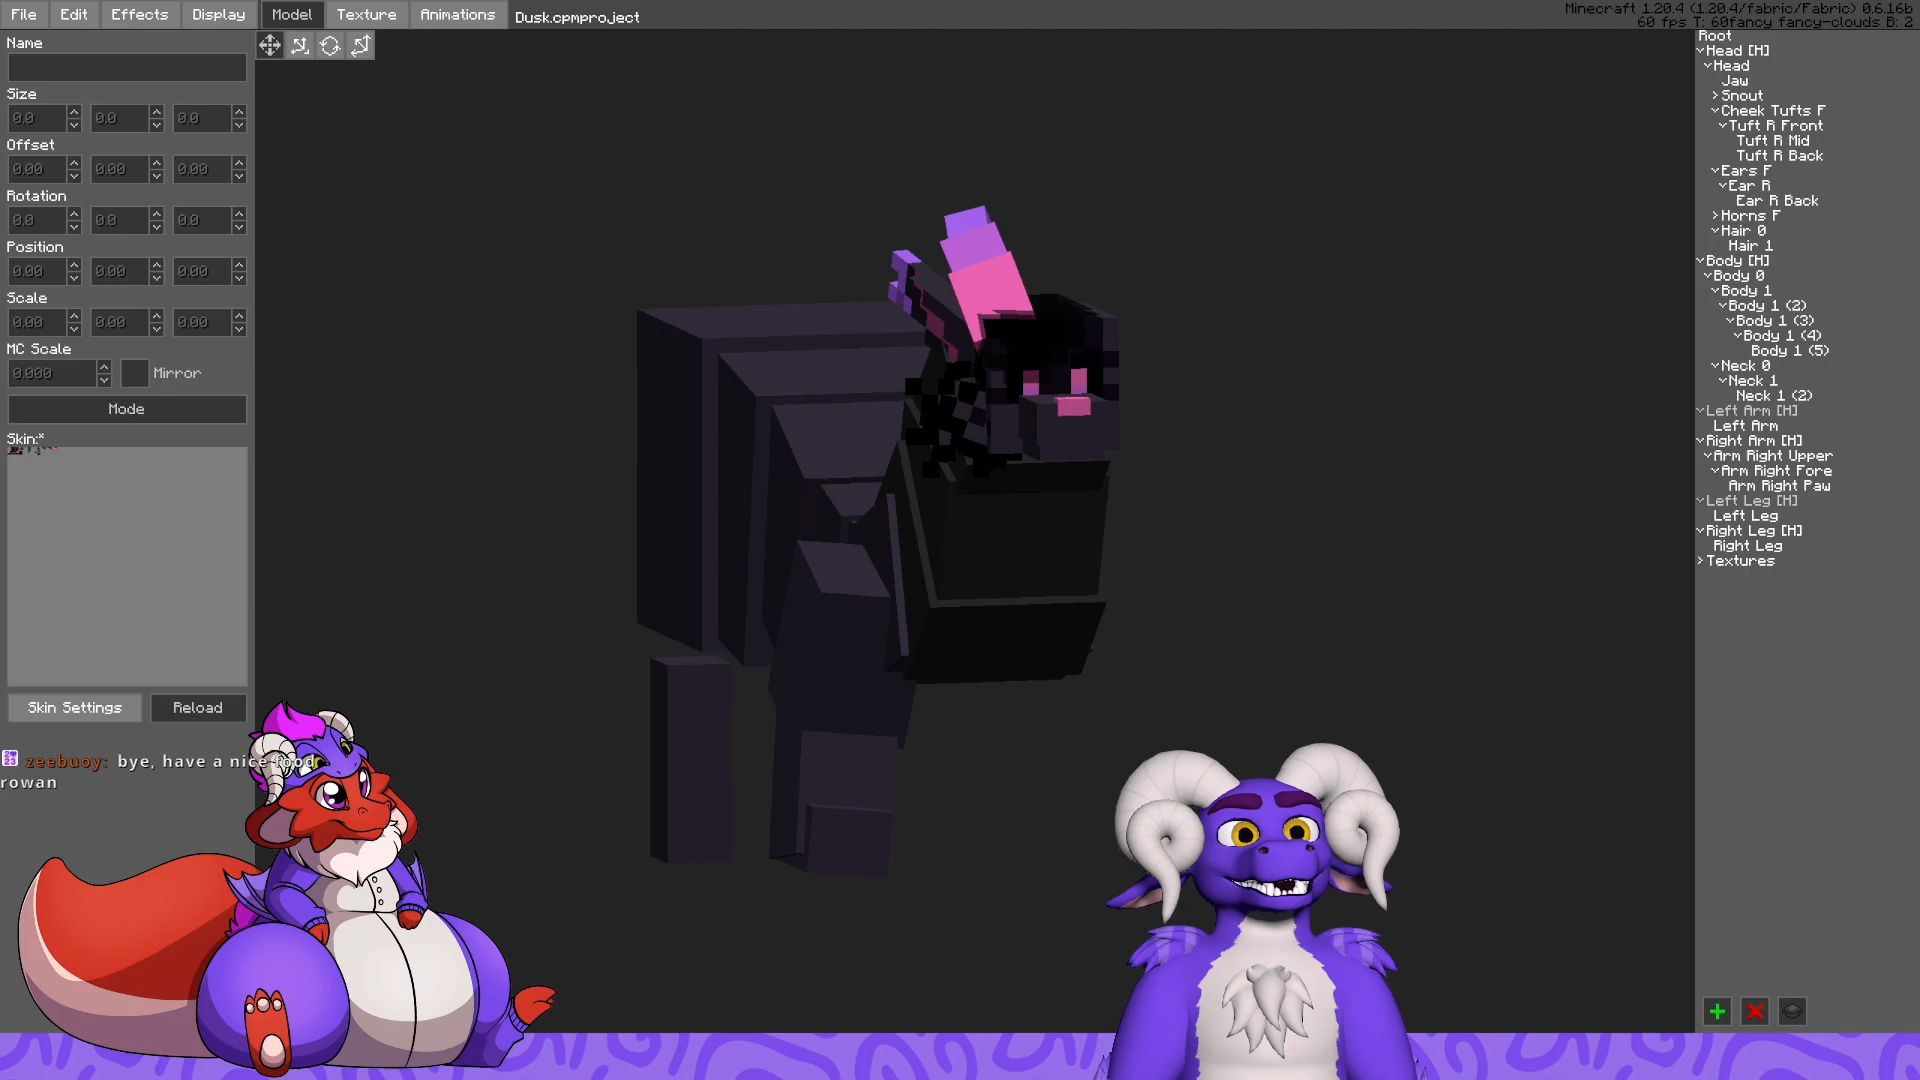 File Edit Effects Display Model Texture Animations Dusk.cpmproject
Minecraft 1.20.4 (1.20.4/fabric/Fabric) 0.6.16b
60 fps T: 60fancy fancy-clouds B: 2
Name
Size
0.0 0.0 0.0
Offset
0.00 0.00 0.00
Rotation
0.0 0.0 0.0
Position
0.00 0.00 0.00
Scale
0.00 0.00 0.00
MC Scale
0.000 Mirror
Mode
Skin:*
Skin Settings Reload
zeebuoy: bye, have a nice food
rowan
Root
Head [H]
Head
Jaw
Snout
Cheek Tufts F
Tuft R Front
Tuft R Mid
Tuft R Back
Ears F
Ear R
Ear R Back
Horns F
Hair 0
Hair 1
Body [H]
Body 0
Body 1
Body 1 (2)
Body 1 (3)
Body 1 (4)
Body 1 (5)
Neck 0
Neck 1
Neck 1 (2)
Left Arm [H]
Left Arm
Right Arm [H]
Arm Right Upper
Arm Right Fore
Arm Right Paw
Left Leg [H]
Left Leg
Right Leg [H]
Right Leg
Textures